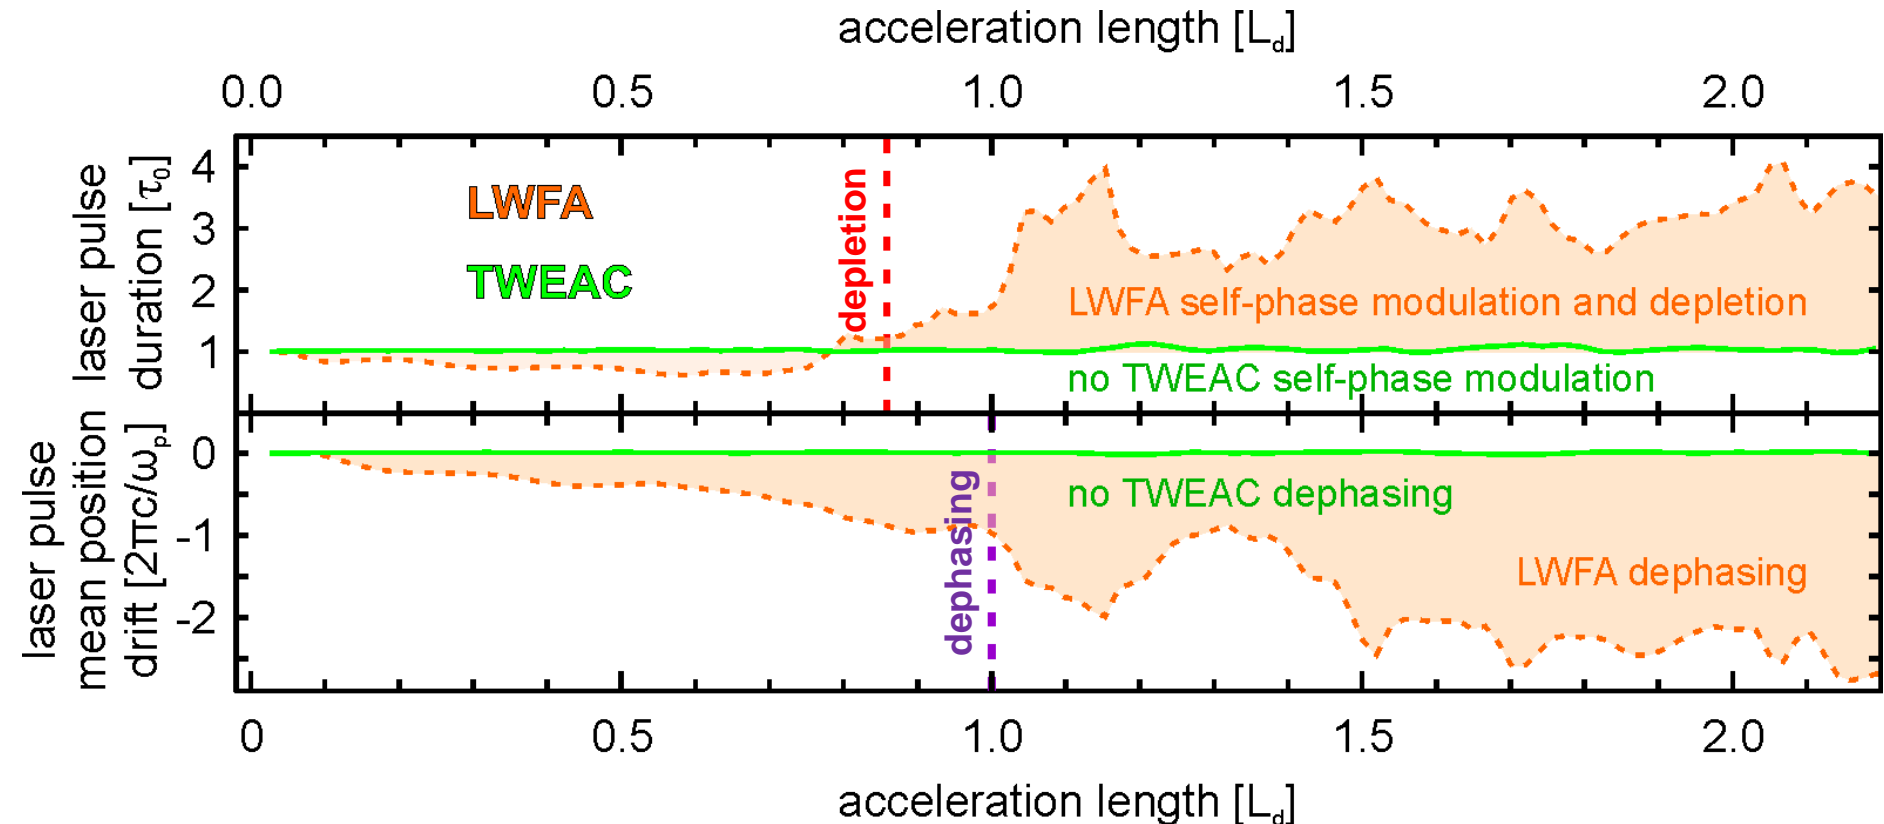 acceleration length [L_d]
0.0 0.5 1.0 1.5 2.0
laser pulse
duration [τ₀]
4
3
2
1
LWFA
TWEAC
depletion
LWFA self-phase modulation and depletion
no TWEAC self-phase modulation
laser pulse
mean position
drift [2πc/ω_p]
0
-1
-2
dephasing
no TWEAC dephasing
LWFA dephasing
0 0.5 1.0 1.5 2.0
acceleration length [L_d]